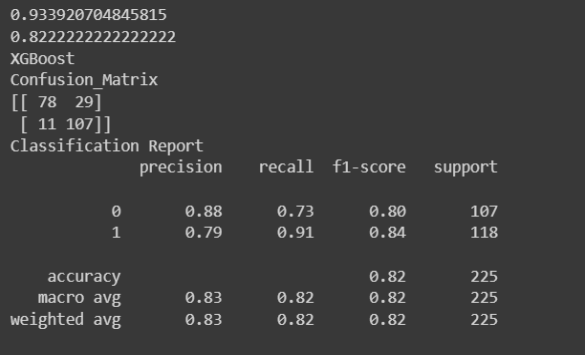 0.933920704845815
0.8222222222222222
XGBoost
Confusion_Matrix
[[ 78  29]
 [ 11 107]]
Classification Report
              precision    recall  f1-score   support

           0       0.88      0.73      0.80       107
           1       0.79      0.91      0.84       118

    accuracy                           0.82       225
   macro avg       0.83      0.82      0.82       225
weighted avg       0.83      0.82      0.82       225